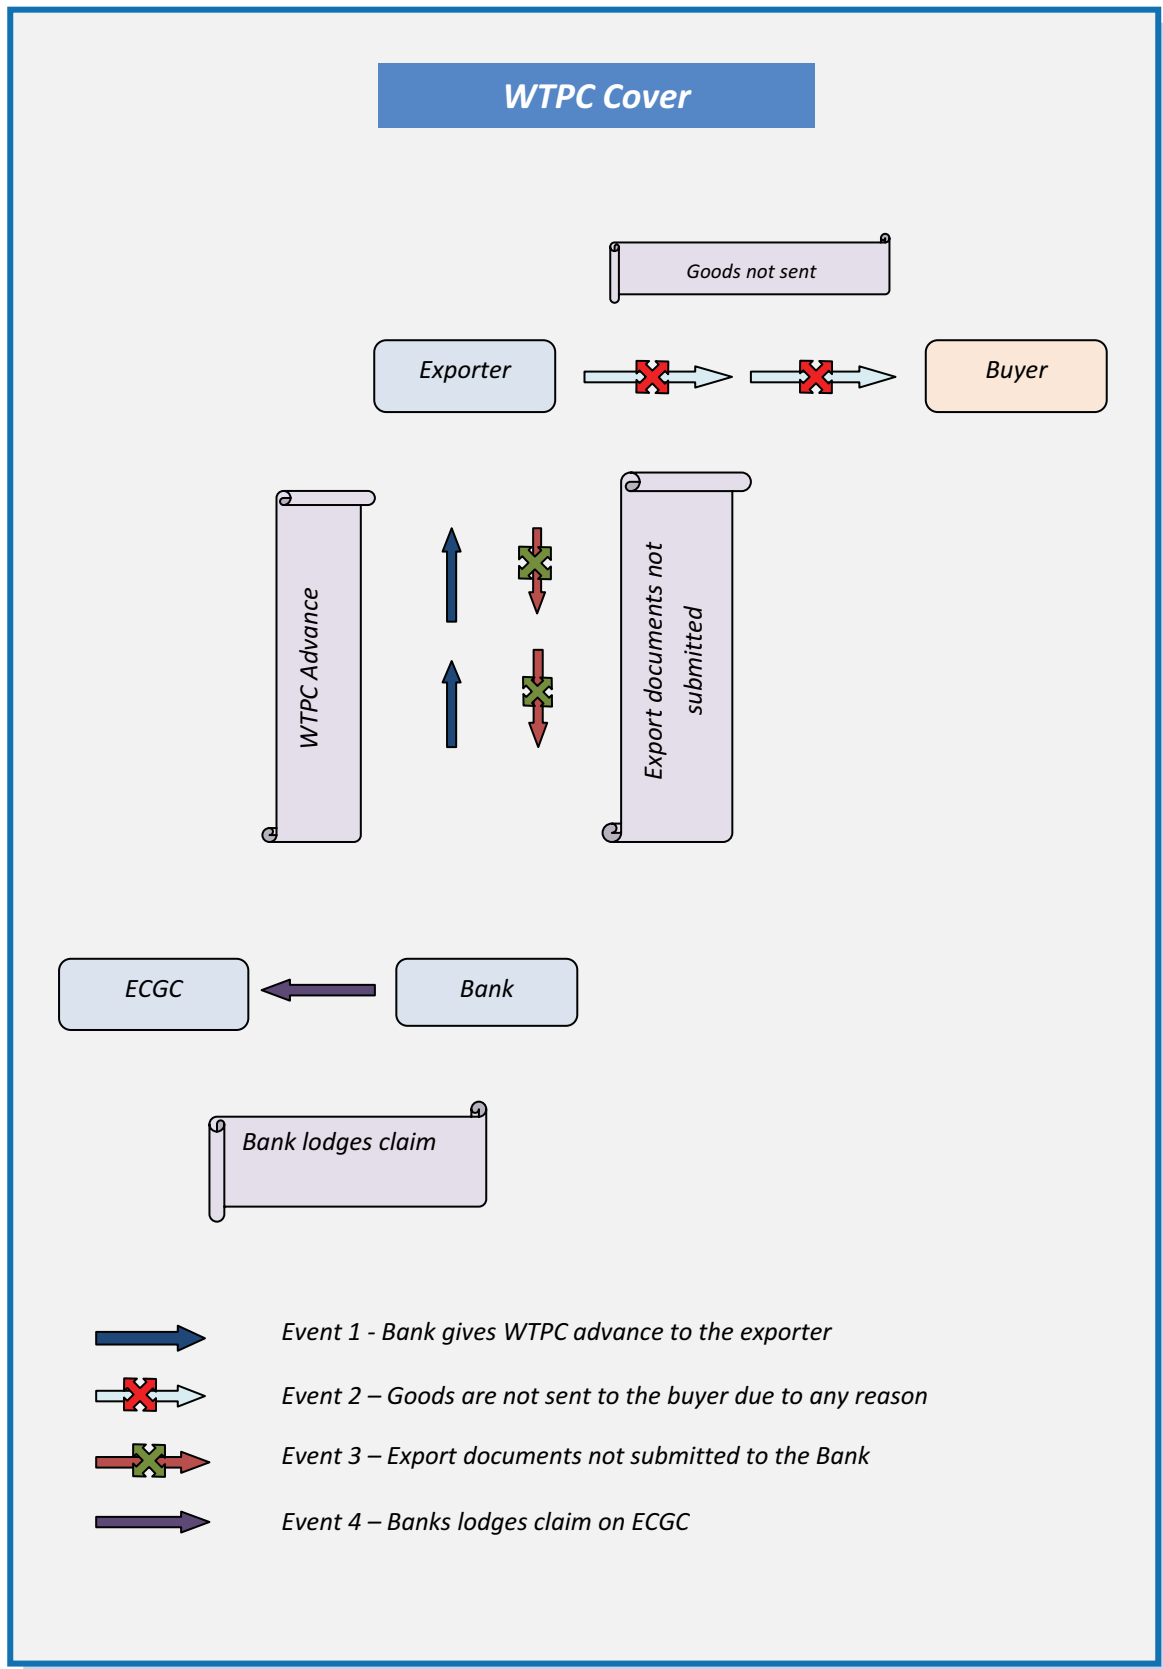 WTPC Cover
Goods not sent
Exporter
Buyer
WTPC Advance
Export documents not
submitted
ECGC
Bank
Bank lodges claim
Event 1 - Bank gives WTPC advance to the exporter
Event 2 – Goods are not sent to the buyer due to any reason
Event 3 – Export documents not submitted to the Bank
Event 4 – Banks lodges claim on ECGC